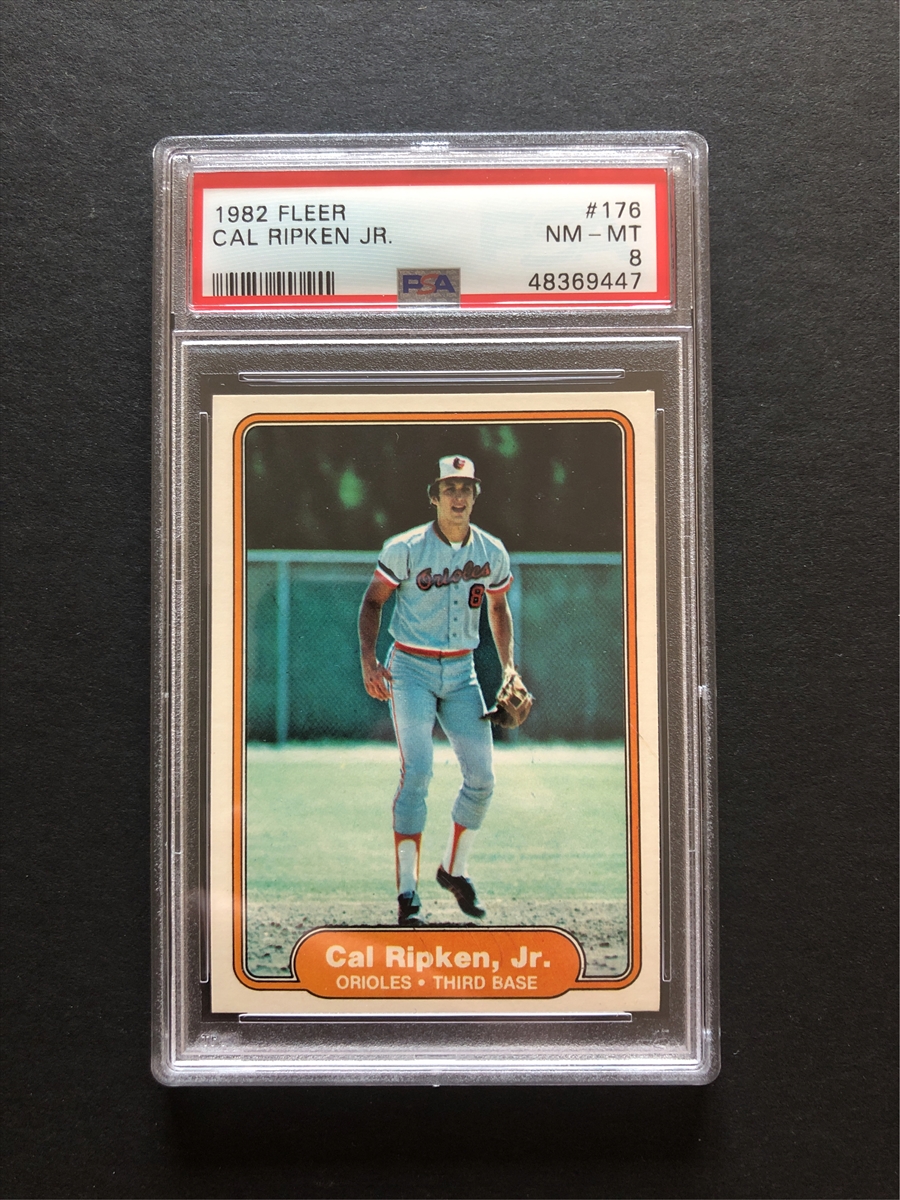 1982 FLEER #176
CAL RIPKEN JR. NM – MT
8
PSA 48369447
Orioles
8
Cal Ripken, Jr.
ORIOLES • THIRD BASE